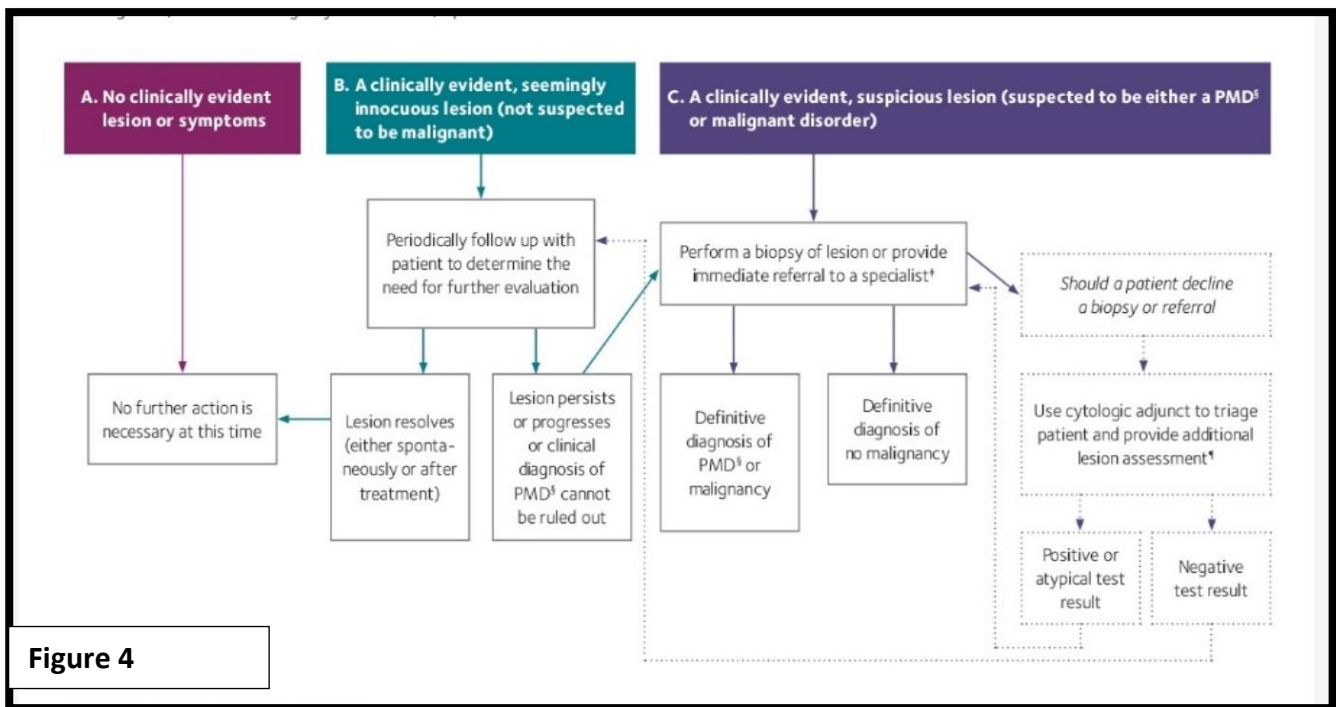 A. No clinically evident
lesion or symptoms
B. A clinically evident, seemingly
innocuous lesion (not suspected
to be malignant)
C. A clinically evident, suspicious lesion (suspected to be either a PMD§
or malignant disorder)
Periodically follow up with
patient to determine the
need for further evaluation
Perform a biopsy of lesion or provide
immediate referral to a specialist‡
Should a patient decline
a biopsy or referral
No further action is
necessary at this time
Lesion resolves
(either sponta-
neously or after
treatment)
Lesion persists
or progresses
or clinical
diagnosis of
PMD§ cannot
be ruled out
Definitive
diagnosis of
PMD§ or
malignancy
Definitive
diagnosis of
no malignancy
Use cytologic adjunct to triage
patient and provide additional
lesion assessment¶
Positive or
atypical test
result
Negative
test result
Figure 4